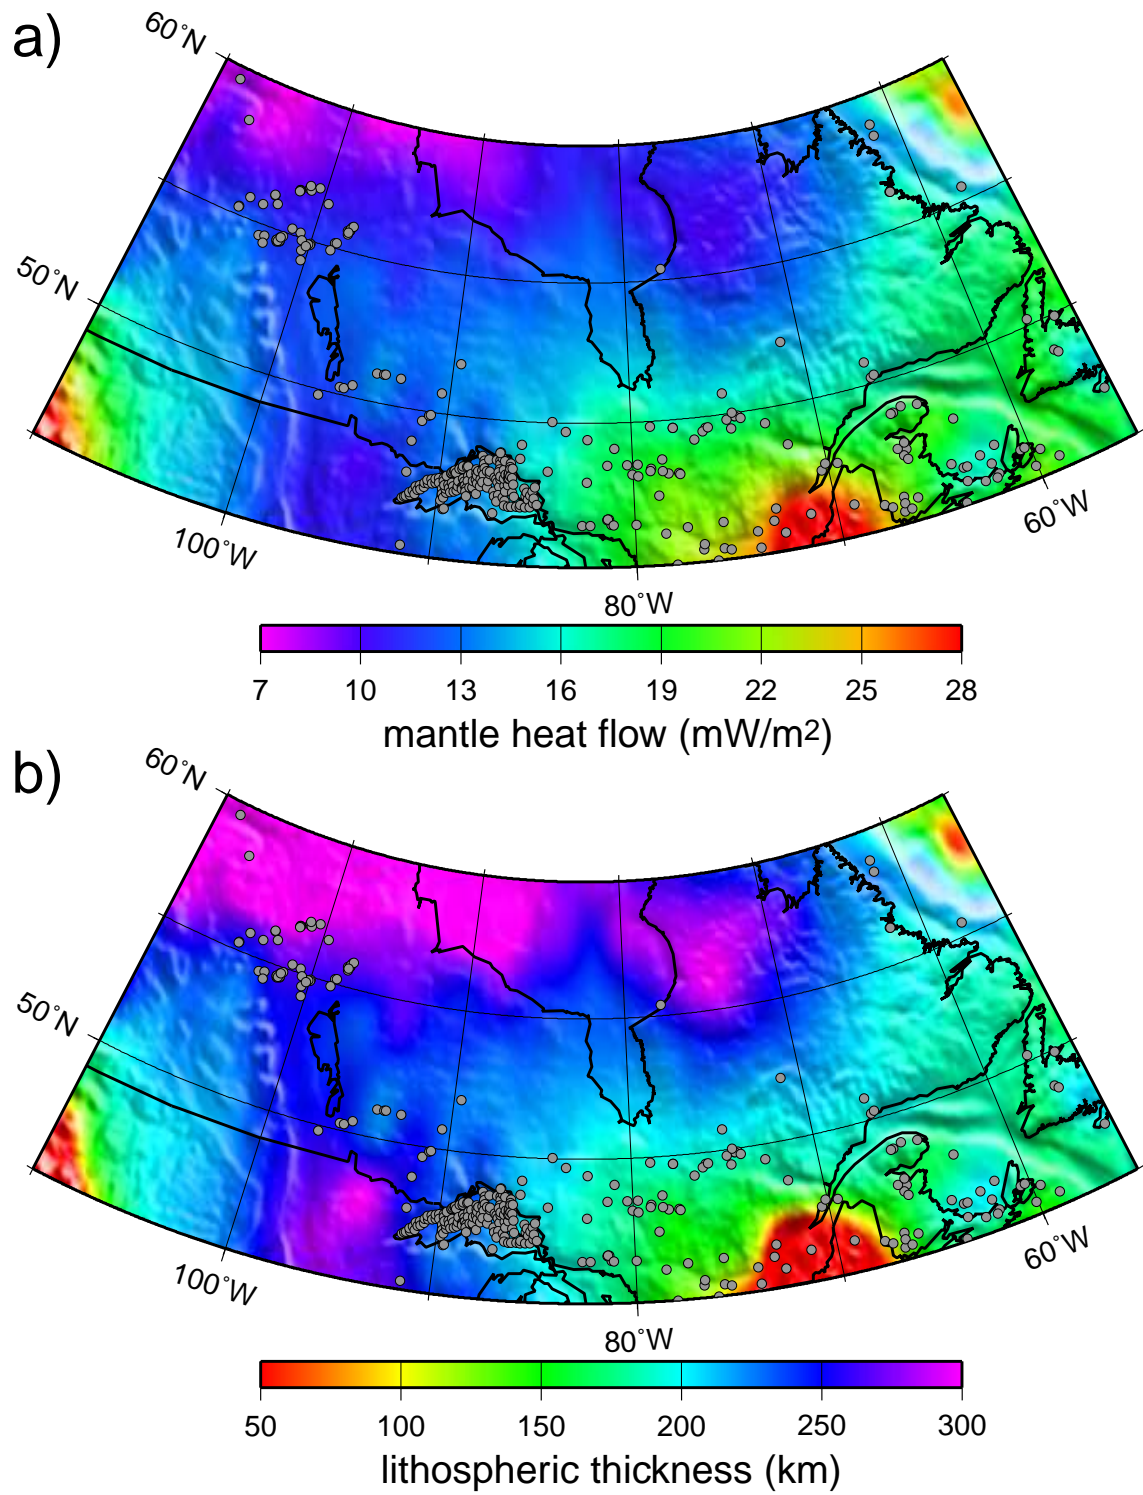 a)
60°N
50°N
100°W
80°W
60°W
7 10 13 16 19 22 25 28
mantle heat flow (mW/m2)
b)
60°N
50°N
100°W
80°W
60°W
50 100 150 200 250 300
lithospheric thickness (km)